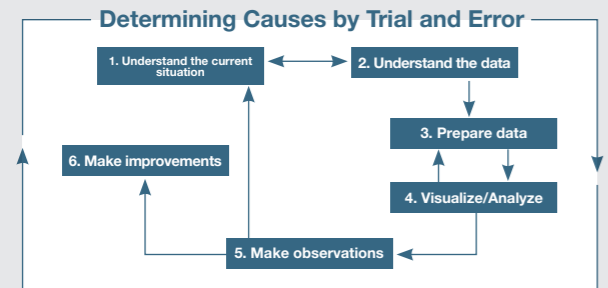 Determining Causes by Trial and Error
1. Understand the current
situation
2. Understand the data
3. Prepare data
6. Make improvements
4. Visualize/Analyze
5. Make observations